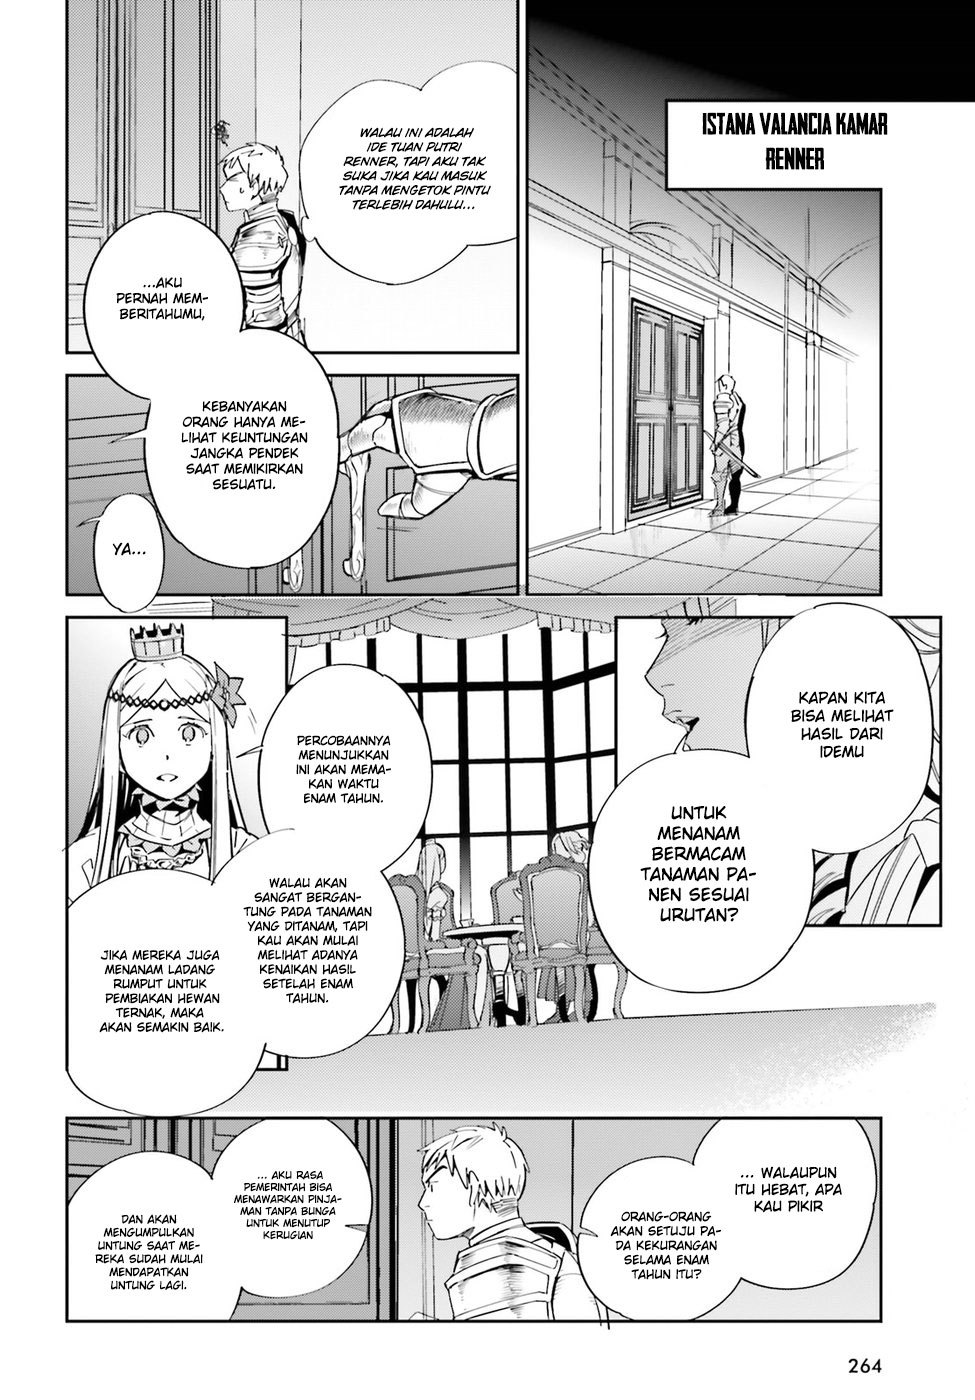 ISTANA VALANCIA KAMAR
RENNER
WALAU INI ADALAH
IDE TUAN PUTRI
RENNER, TAPI AKU TAK
SUKA JIKA KAU MASUK
TANPA MENGETOK PINTU
TERLEBIH DAHULU...
...AKU
PERNAH MEM-
BERITAHUMU,
KEBANYAKAN
ORANG HANYA ME-
LIHAT KEUNTUNGAN
JANGKA PENDEK
SAAT MEMIKIRKAN
SESUATU.
YA...
KAPAN KITA
BISA MELIHAT
HASIL DARI
IDEMU
UNTUK
MENANAM
BERMACAM
TANAMAN PA-
NEN SESUAI
URUTAN?
PERCOBAANNYA
MENUNJUKKAN
INI AKAN MEMA-
KAN WAKTU
ENAM TAHUN.
WALAU AKAN
SANGAT BERGAN-
TUNG PADA TANAMAN
YANG DITANAM, TAPI
KAU AKAN MULAI
MELIHAT ADANYA
KENAIKAN HASIL
SETELAH ENAM
TAHUN.
JIKA MEREKA JUGA
MENANAM LADANG
RUMPUT UNTUK
PEMBIAKAN HEWAN
TERNAK, MAKA
AKAN SEMAKIN BAIK.
... WALAUPUN
ITU HEBAT, APA
KAU PIKIR
ORANG-ORANG
AKAN SETUJU PA-
DA KEKURANGAN
SELAMA ENAM
TAHUN ITU?
... AKU RASA
PEMERINTAH BISA
MENAWARKAN PINJA-
MAN TANPA BUNGA
UNTUK MENUTUP
KERUGIAN
DAN AKAN
MENGUMPULKAN
UNTUNG SAAT ME-
REKA SUDAH MULAI
MENDAPATKAN
UNTUNG LAGI.
264